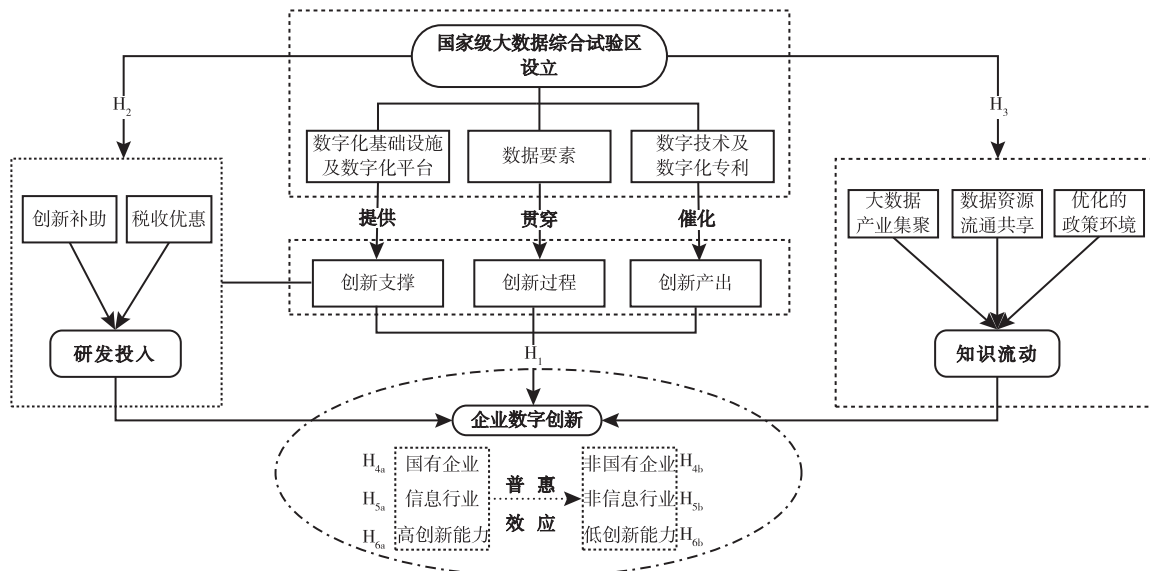 国家级大数据综合试验区
设立
H₂
H₃
数字化基础设施
及数字化平台
数据要素
数字技术及
数字化专利
提供
贯穿
催化
创新补助
税收优惠
大数据
产业集聚
数据资源
流通共享
优化的
政策环境
创新支撑
创新过程
创新产出
研发投入
知识流动
H₁
企业数字创新
H₄ₐ 国有企业
非国有企业 H₄b
普惠
H₅ₐ 信息行业
非信息行业 H₅b
效应
H₆ₐ 高创新能力
低创新能力 H₆b